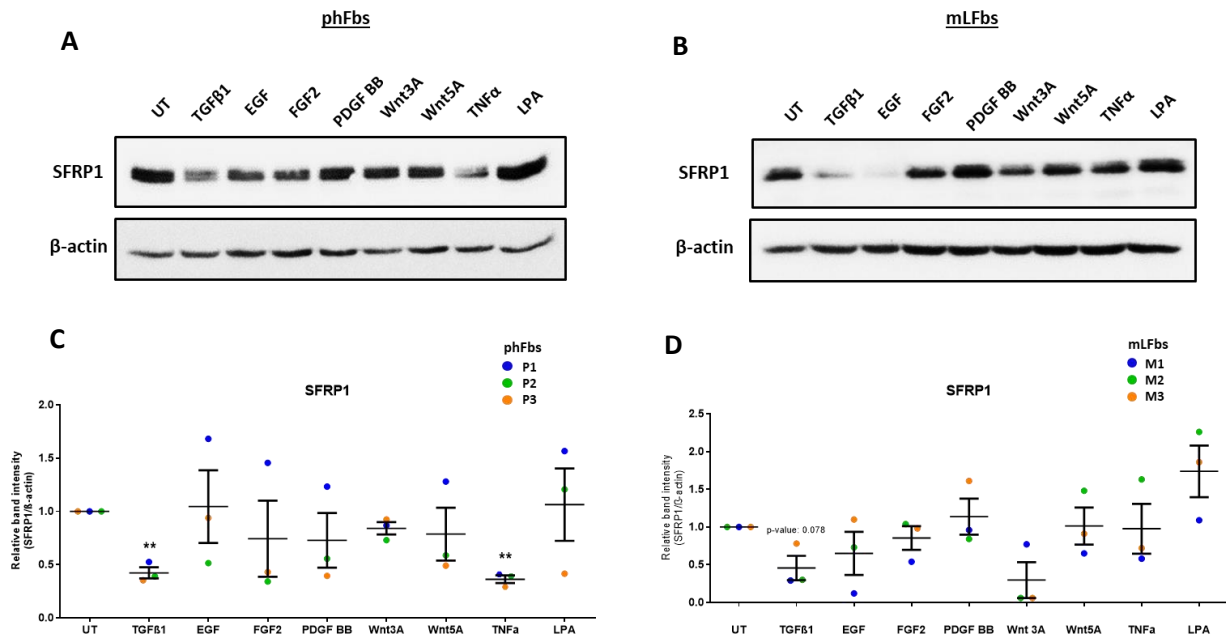 phFbs
A
UT TGFβ1 EGF FGF2 PDGF BB Wnt3A Wnt5A TNFα LPA
SFRP1
β-actin
mLFbs
B
UT TGFβ1 EGF FGF2 PDGF BB Wnt3A Wnt5A TNFα LPA
SFRP1
β-actin
C
phFbs
P1
P2
P3
SFRP1
Relative band intensity
(SFRP1/ß-actin)
2.0
1.5
1.0
0.5
0.0
**
**
UT TGFß1 EGF FGF2 PDGF BB Wnt3A Wnt5A TNFa LPA
D
mLFbs
M1
M2
M3
SFRP1
Relative band intensity
(SFRP1/ß-actin)
2.5
2.0
1.5
1.0
0.5
0.0
p-value: 0.078
UT TGFß1 EGF FGF2 PDGF BB Wnt 3A Wnt5A TNFa LPA